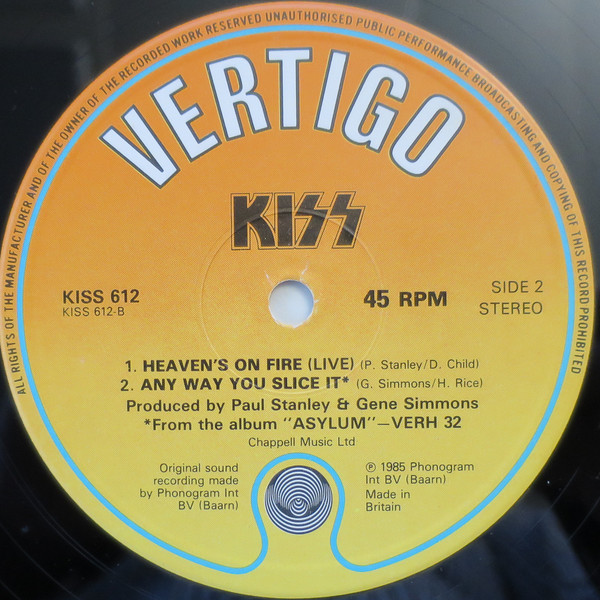 ALL RIGHTS OF THE MANUFACTURER AND OF THE OWNER OF THE RECORDED WORK RESERVED UNAUTHORISED PUBLIC PERFORMANCE BROADCASTING AND COPYING OF THIS RECORD PROHIBITED
VERTIGO
KISS
KISS 612
KISS 612-B
45 RPM
SIDE 2
STEREO
1. HEAVEN'S ON FIRE (LIVE) (P. Stanley/D. Child)
2. ANY WAY YOU SLICE IT* (G. Simmons/H. Rice)
Produced by Paul Stanley & Gene Simmons
*From the album "ASYLUM"—VERH 32
Chappell Music Ltd
Original sound
recording made
by Phonogram Int
BV (Baarn)
℗ 1985 Phonogram
Int BV (Baarn)
Made in
Britain